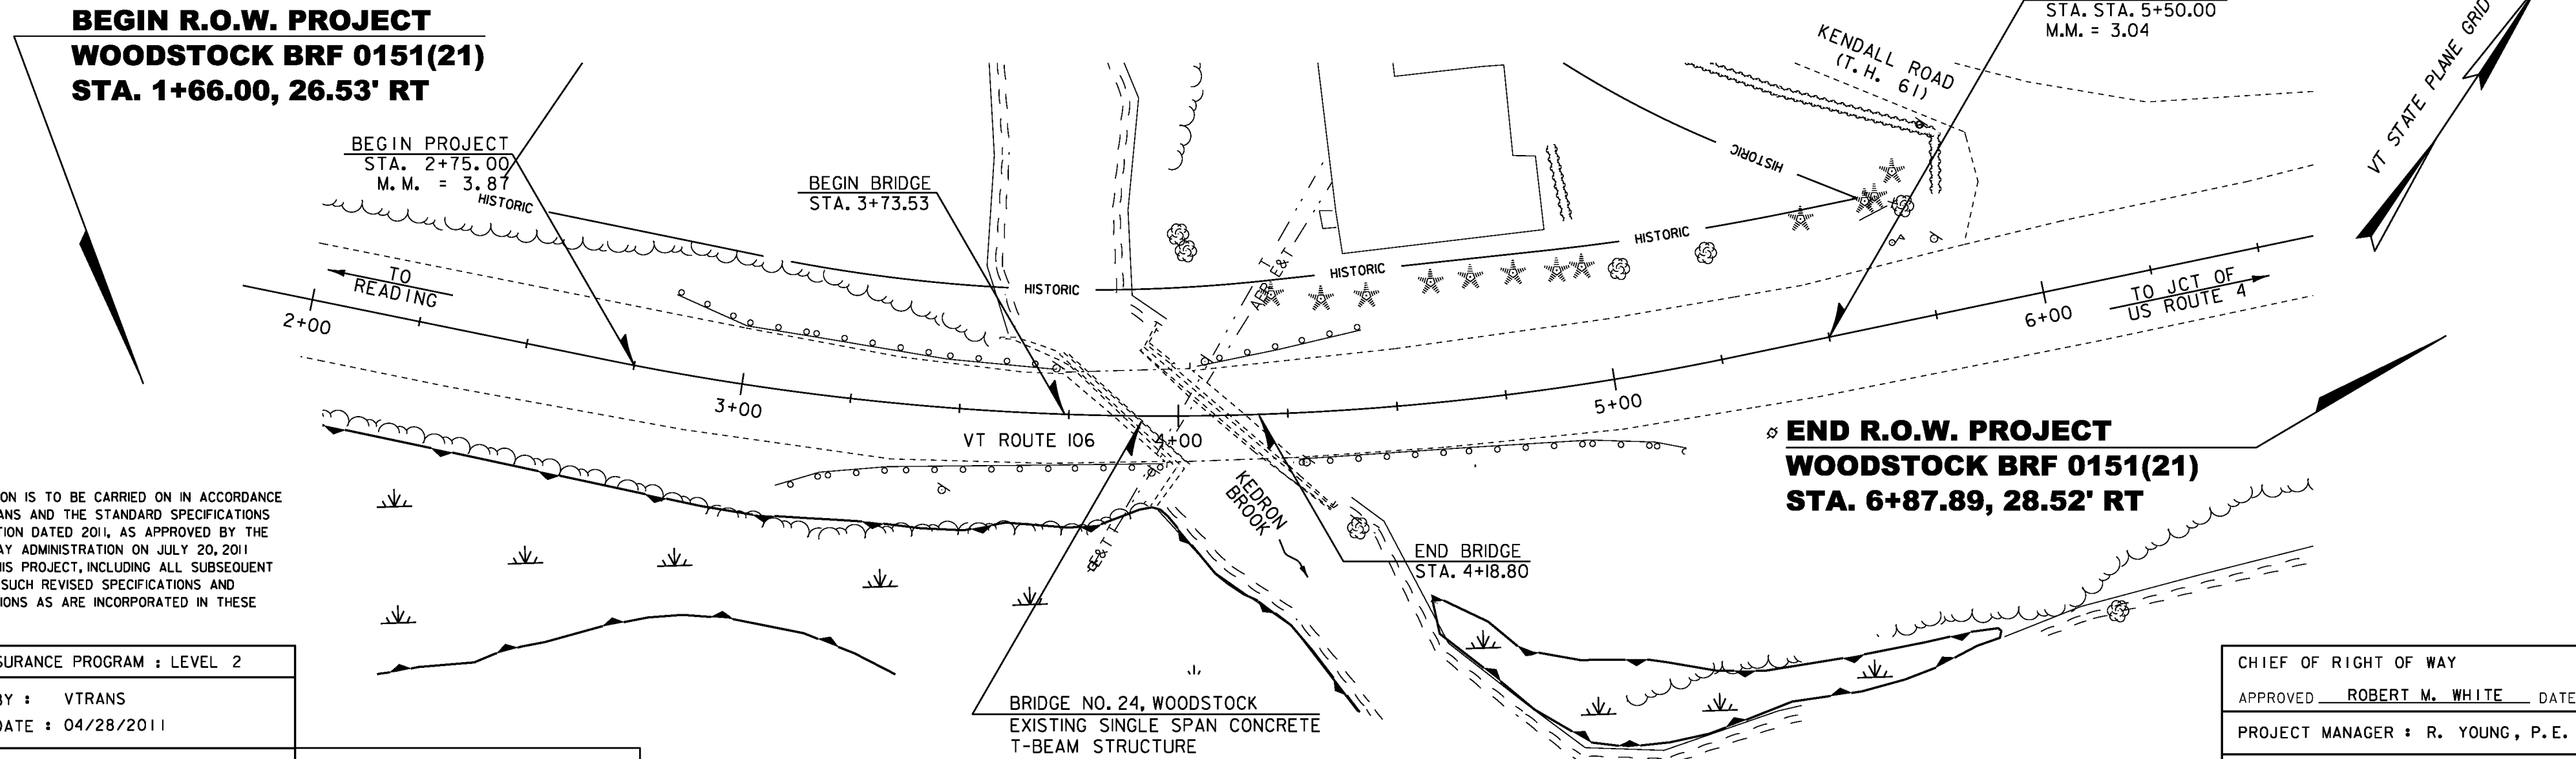 BEGIN R.O.W. PROJECT
WOODSTOCK BRF 0151(21)
STA. 1+66.00, 26.53' RT
STA. STA. 5+50.00
M.M. = 3.04
KENDALL ROAD
(T.H. 61)
VT STATE PLANE GRID
BEGIN PROJECT
STA. 2+75.00
M.M. = 3.87
HISTORIC
BEGIN BRIDGE
STA. 3+73.53
HISTORIC
HISTORIC
HISTORIC
HISTORIC
E&T
TO
READING
2+00
3+00
VT ROUTE 106
4+00
5+00
6+00
TO JCT OF
US ROUTE 4
KEDRON
BROOK
E&T
END R.O.W. PROJECT
WOODSTOCK BRF 0151(21)
STA. 6+87.89, 28.52' RT
END BRIDGE
STA. 4+18.80
BRIDGE NO. 24, WOODSTOCK
EXISTING SINGLE SPAN CONCRETE
T-BEAM STRUCTURE
ON IS TO BE CARRIED ON IN ACCORDANCE
ANS AND THE STANDARD SPECIFICATIONS
TION DATED 2011, AS APPROVED BY THE
AY ADMINISTRATION ON JULY 20, 2011
HIS PROJECT, INCLUDING ALL SUBSEQUENT
SUCH REVISED SPECIFICATIONS AND
IONS AS ARE INCORPORATED IN THESE
SURANCE PROGRAM : LEVEL 2
BY : VTRANS
DATE : 04/28/2011
CHIEF OF RIGHT OF WAY
APPROVED ROBERT M. WHITE DATE
PROJECT MANAGER : R. YOUNG, P.E.